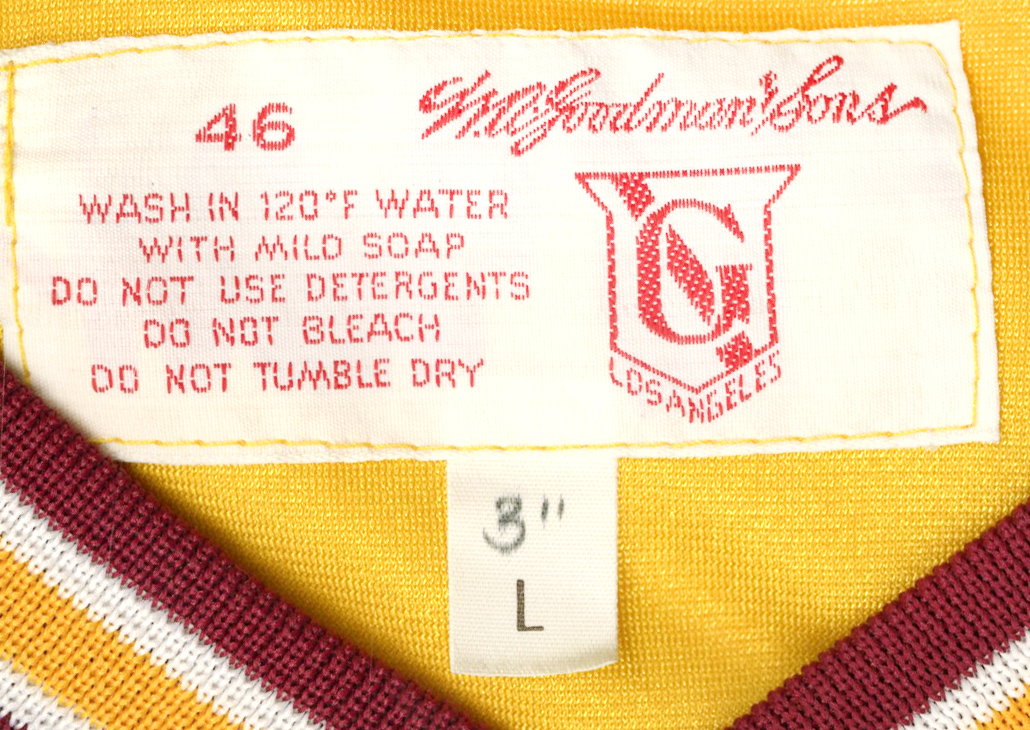 46
WM Goodman & Sons
WASH IN 120°F WATER
WITH MILD SOAP
DO NOT USE DETERGENTS
DO NOT BLEACH
DO NOT TUMBLE DRY
G
LOS ANGELES
3"
L